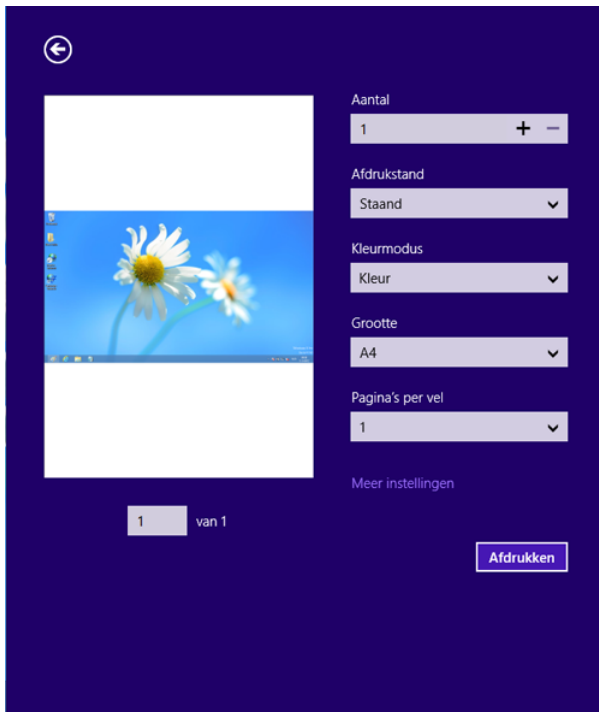 Aantal
1
Afdrukstand
Staand
Kleurmodus
Kleur
Grootte
A4
Pagina's per vel
1
Meer instellingen
1 van 1
Afdrukken